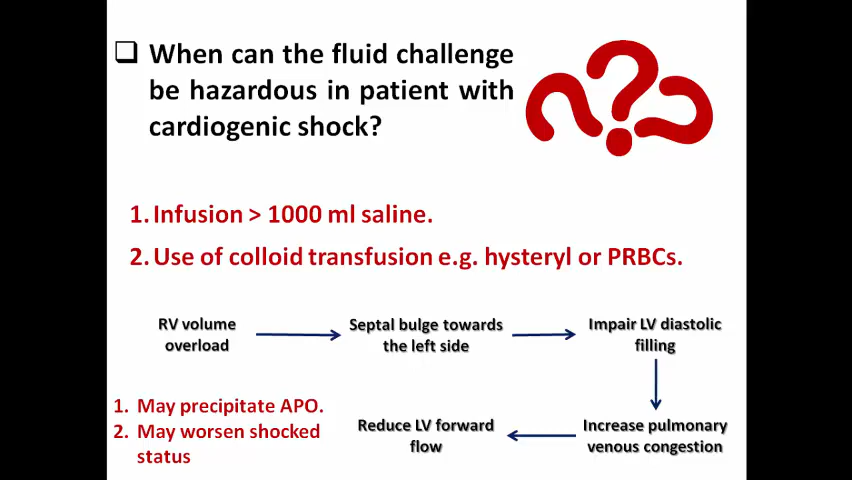 When can the fluid challenge
be hazardous in patient with
cardiogenic shock?
1. Infusion > 1000 ml saline.
2. Use of colloid transfusion e.g. hysteryl or PRBCs.
RV volume
overload
Septal bulge towards
the left side
Impair LV diastolic
filling
Increase pulmonary
venous congestion
Reduce LV forward
flow
1. May precipitate APO.
2. May worsen shocked
status